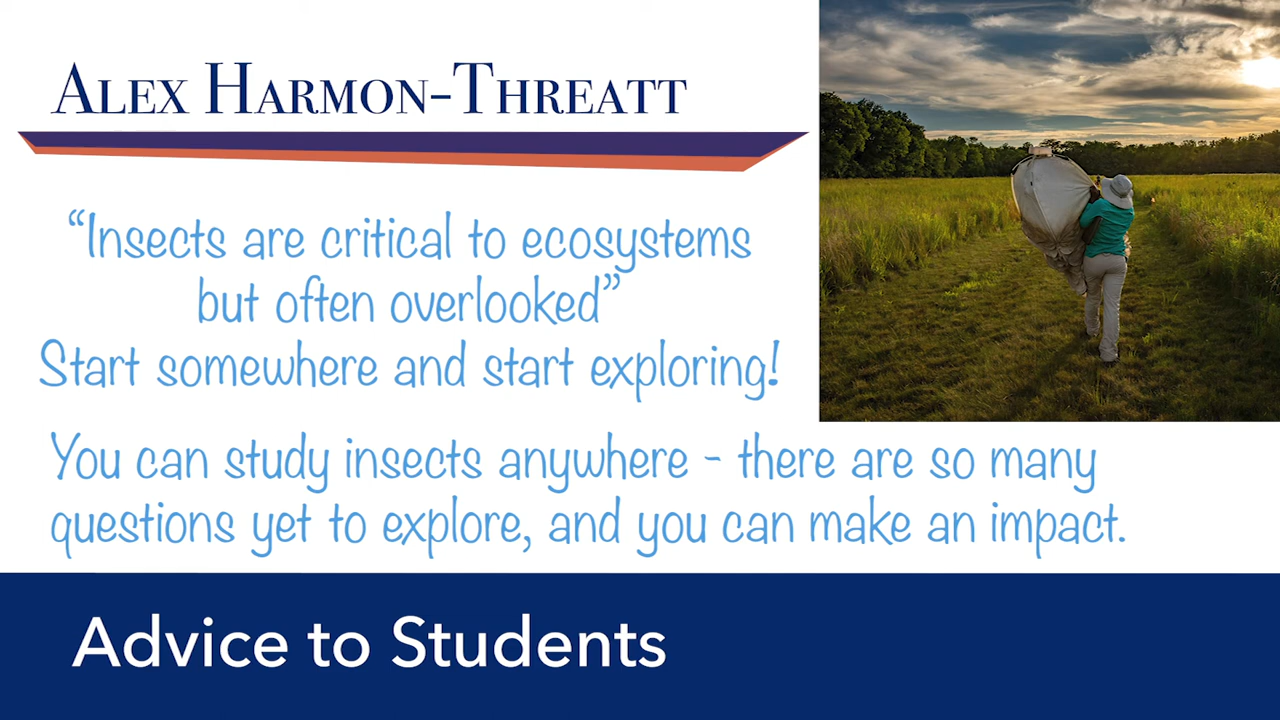 ALEX HARMON-THREATT
“Insects are critical to ecosystems
but often overlooked”
Start somewhere and start exploring!
You can study insects anywhere - there are so many
questions yet to explore, and you can make an impact.
Advice to Students